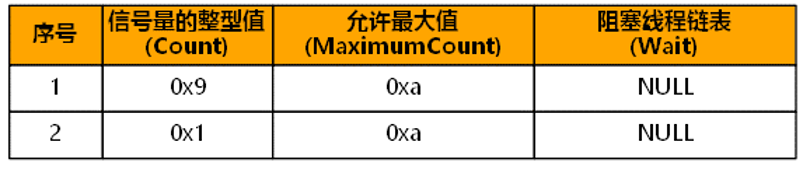 序号 信号量的整型值 允许最大值 阻塞线程链表
(Count) (MaximumCount) (Wait)
1 0x9 0xa NULL
2 0x1 0xa NULL